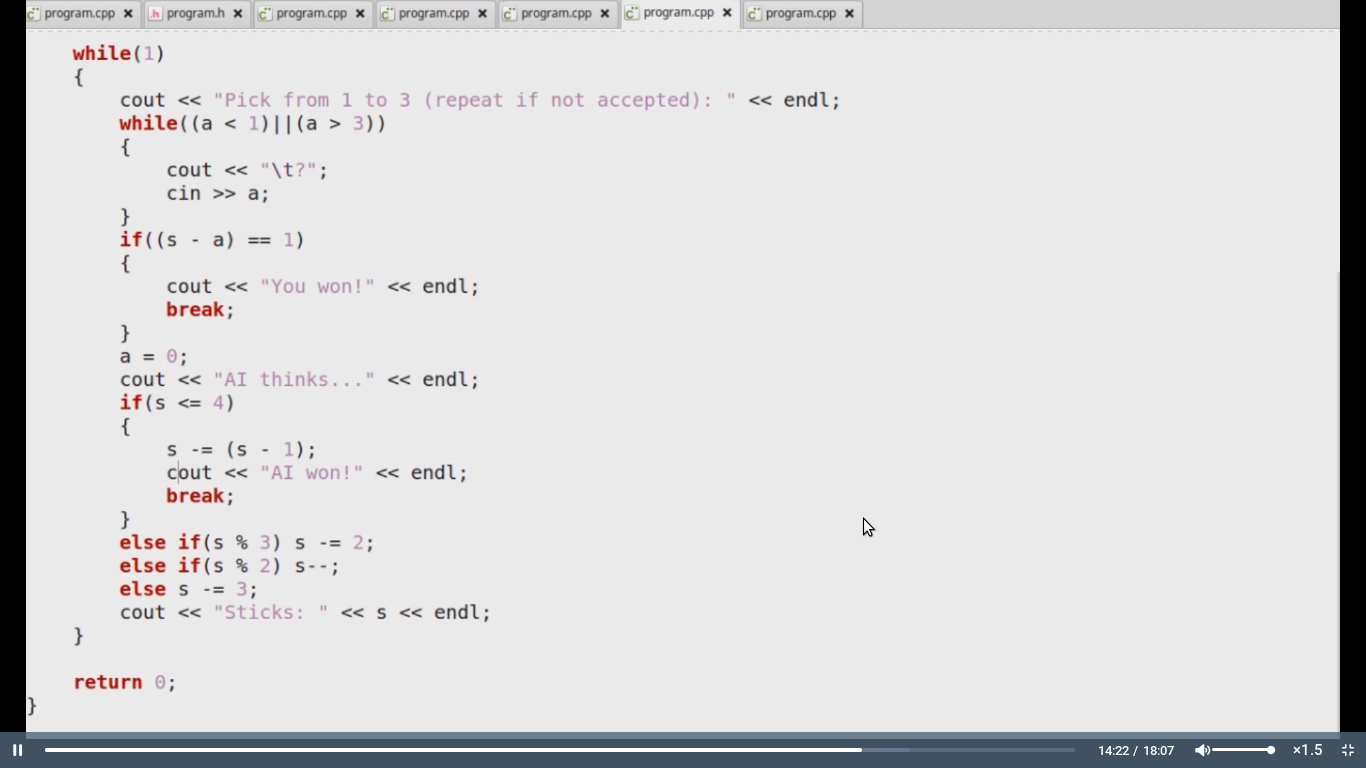 program.cpp × .h program.h × program.cpp × program.cpp × program.cpp × program.cpp × program.cpp ×
while(1)
{
cout << "Pick from 1 to 3 (repeat if not accepted): " << endl;
while((a < 1)||(a > 3))
{
cout << "\t?";
cin >> a;
}
if((s - a) == 1)
{
cout << "You won!" << endl;
break;
}
a = 0;
cout << "AI thinks..." << endl;
if(s <= 4)
{
s -= (s - 1);
cout << "AI won!" << endl;
break;
}
else if(s % 3) s -= 2;
else if(s % 2) s--;
else s -= 3;
cout << "Sticks: " << s << endl;
}
return 0;
}
14:22 / 18:07 ×1.5